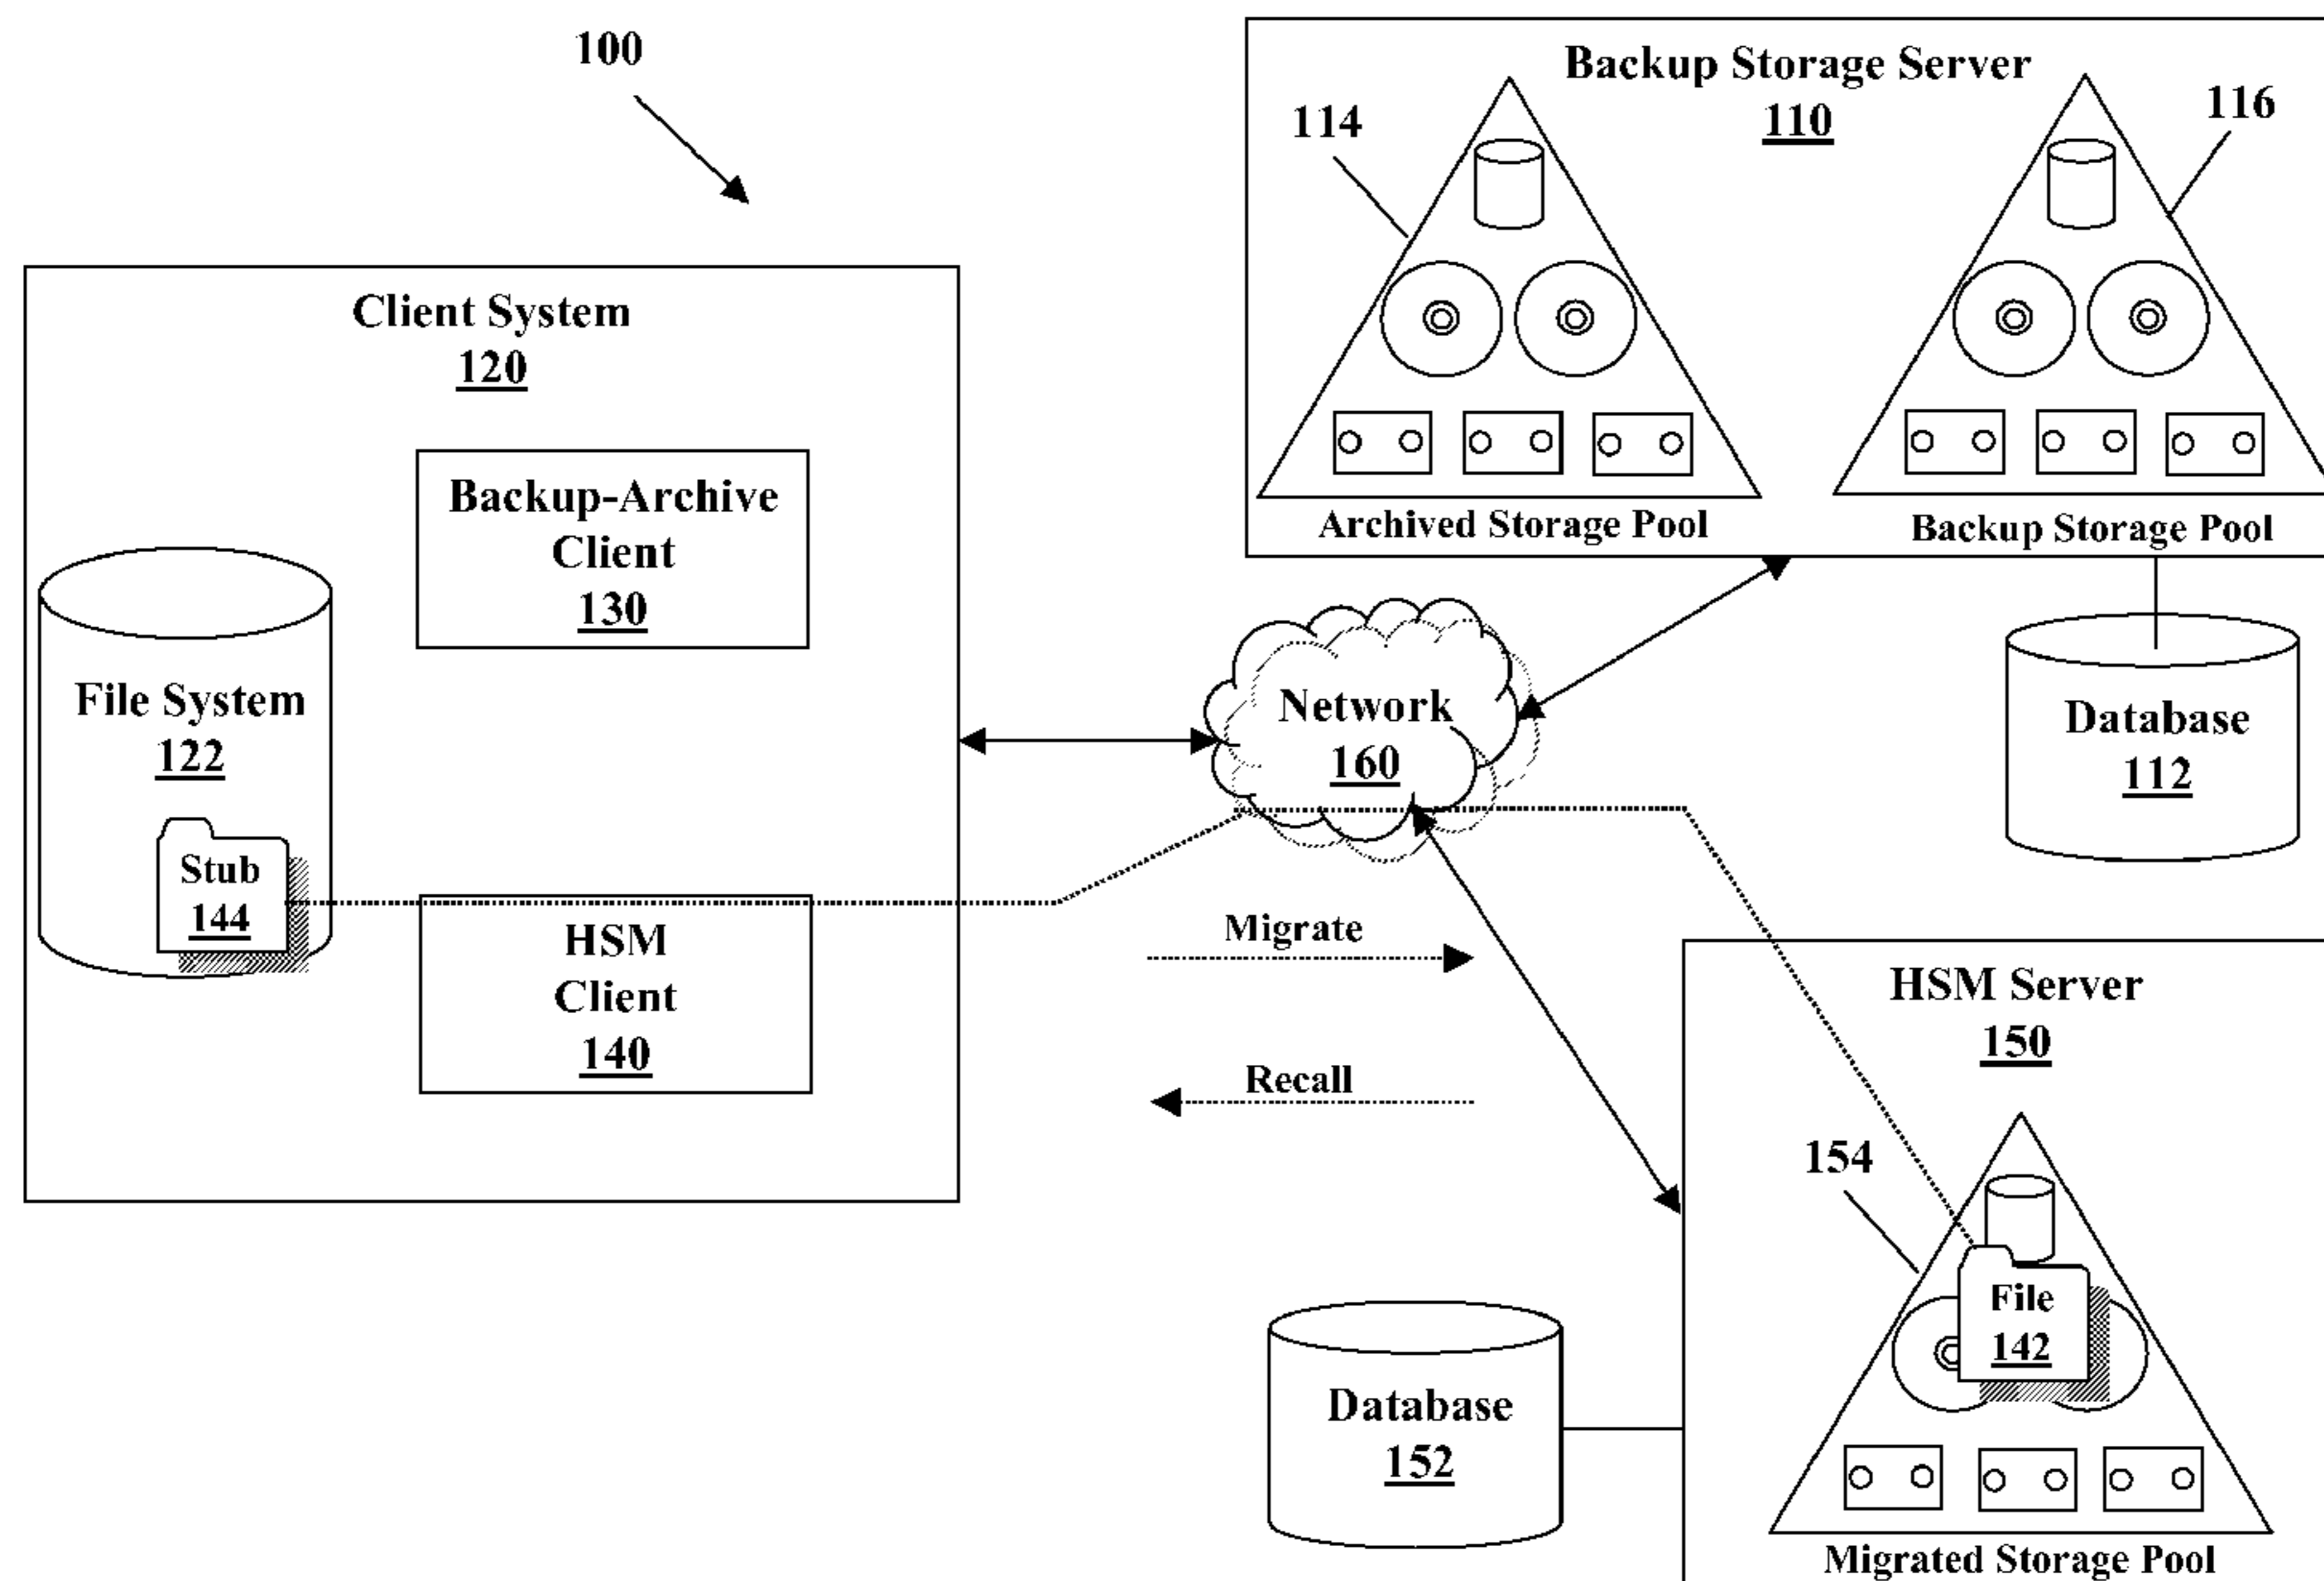 100
Backup Storage Server
110
114
116
Archived Storage Pool
Backup Storage Pool
Client System
120
Backup-Archive
Client
130
File System
122
Stub
144
HSM
Client
140
Network
160
Database
112
Migrate
Recall
HSM Server
150
154
File
142
Migrated Storage Pool
Database
152